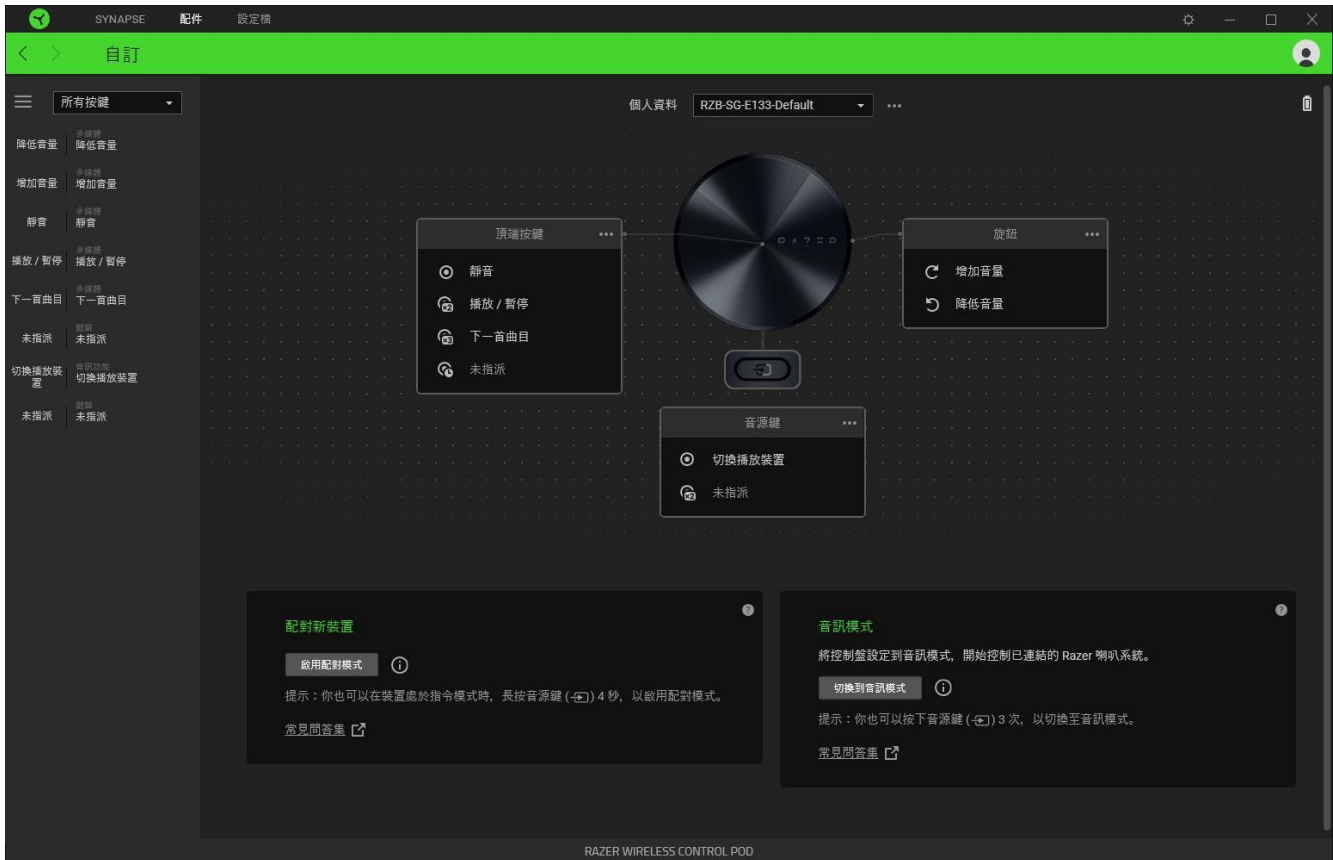 SYNAPSE 配件 設定檔
自訂
所有按鍵
個人資料 RZB-SG-E133-Default
降低音量 多媒體
降低音量
增加音量 多媒體
增加音量
靜音 多媒體
靜音
播放 / 暫停 多媒體
播放 / 暫停
下一首曲目 多媒體
下一首曲目
未指派 鍵盤
未指派
切換播放裝置 音訊功能
切換播放裝置
未指派 鍵盤
未指派
頂端按鍵
靜音
x2 播放 / 暫停
x3 下一首曲目
未指派
RAZER
旋鈕
增加音量
降低音量
音源鍵
切換播放裝置
x2 未指派
配對新裝置
啟用配對模式
提示：你也可以在裝置處於指令模式時，長按音源鍵 () 4 秒，以啟用配對模式。
常見問答集
音訊模式
將控制盤設定到音訊模式，開始控制已連結的 Razer 喇叭系統。
切換到音訊模式
提示：你也可以按下音源鍵 () 3 次，以切換至音訊模式。
常見問答集
RAZER WIRELESS CONTROL POD